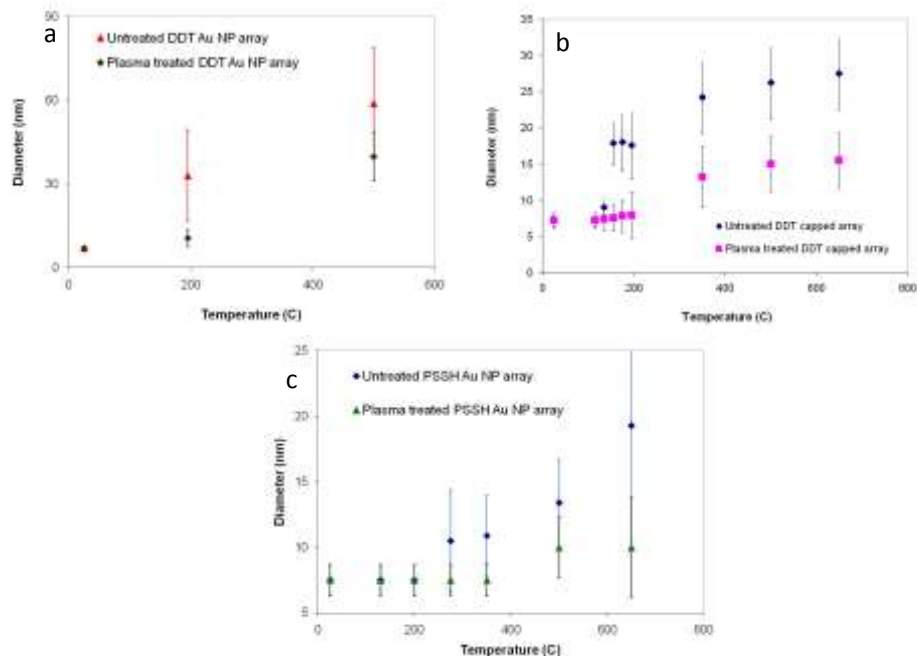 a
90
60
30
0
Diameter (nm)
Untreated DDT Au NP array
Plasma treated DDT Au NP array
0 200 400 600
Temperature (C)
b
35
30
25
20
15
10
5
0
Diameter (nm)
Untreated DDT capped array
Plasma treated DDT capped array
0 200 400 600 800
Temperature (C)
c
25
20
15
10
5
Diameter (nm)
Untreated PSSH Au NP array
Plasma treated PSSH Au NP array
0 200 400 600 800
Temperature (C)